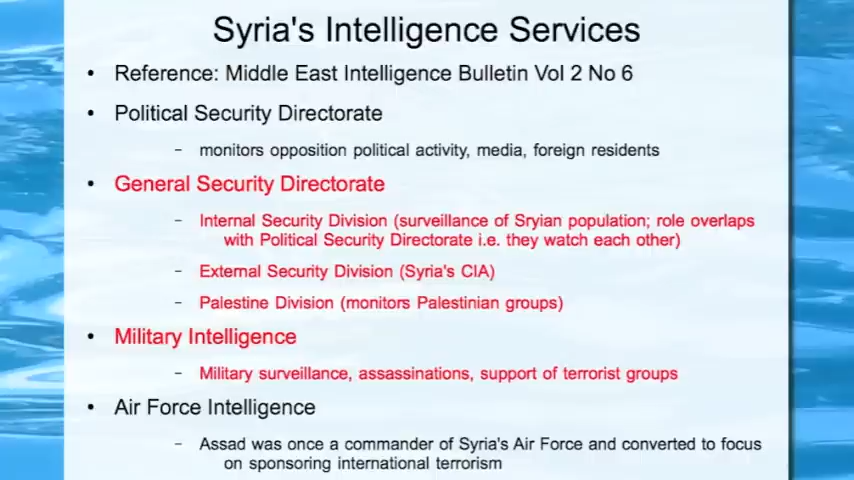 Syria's Intelligence Services
• Reference: Middle East Intelligence Bulletin Vol 2 No 6
• Political Security Directorate
– monitors opposition political activity, media, foreign residents
• General Security Directorate
– Internal Security Division (surveillance of Sryian population; role overlaps
with Political Security Directorate i.e. they watch each other)
– External Security Division (Syria's CIA)
– Palestine Division (monitors Palestinian groups)
• Military Intelligence
– Military surveillance, assassinations, support of terrorist groups
• Air Force Intelligence
– Assad was once a commander of Syria's Air Force and converted to focus
on sponsoring international terrorism